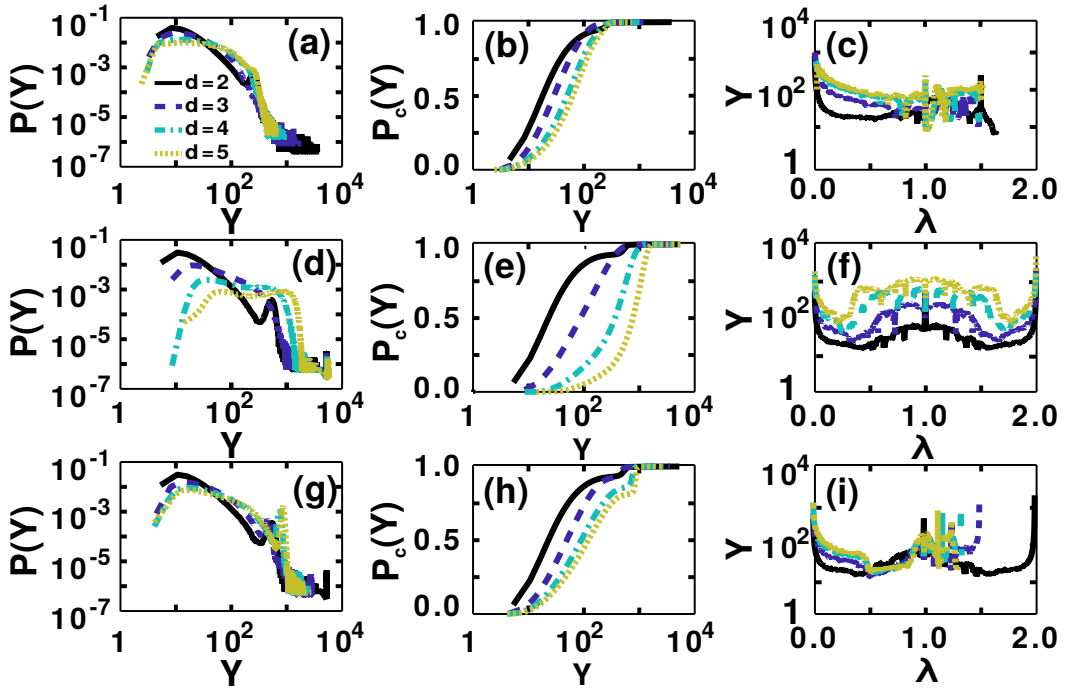 10^-1
10^-3
10^-5
10^-7
P(Y)
(a)
d=2
d=3
d=4
d=5
1
10^2
10^4
Y
1.0
0.5
0.0
P_c(Y)
(b)
1
10^2
10^4
Y
10^4
10^2
1
Y
(c)
0.0
1.0
2.0
λ
10^-1
10^-3
10^-5
10^-7
P(Y)
(d)
1
10^2
10^4
Y
1.0
0.5
0.0
P_c(Y)
(e)
1
10^2
10^4
Y
10^4
10^2
1
Y
(f)
0.0
1.0
2.0
λ
10^-1
10^-3
10^-5
10^-7
P(Y)
(g)
1
10^2
10^4
Y
1.0
0.5
0.0
P_c(Y)
(h)
1
10^2
10^4
Y
10^4
10^2
1
Y
(i)
0.0
1.0
2.0
λ